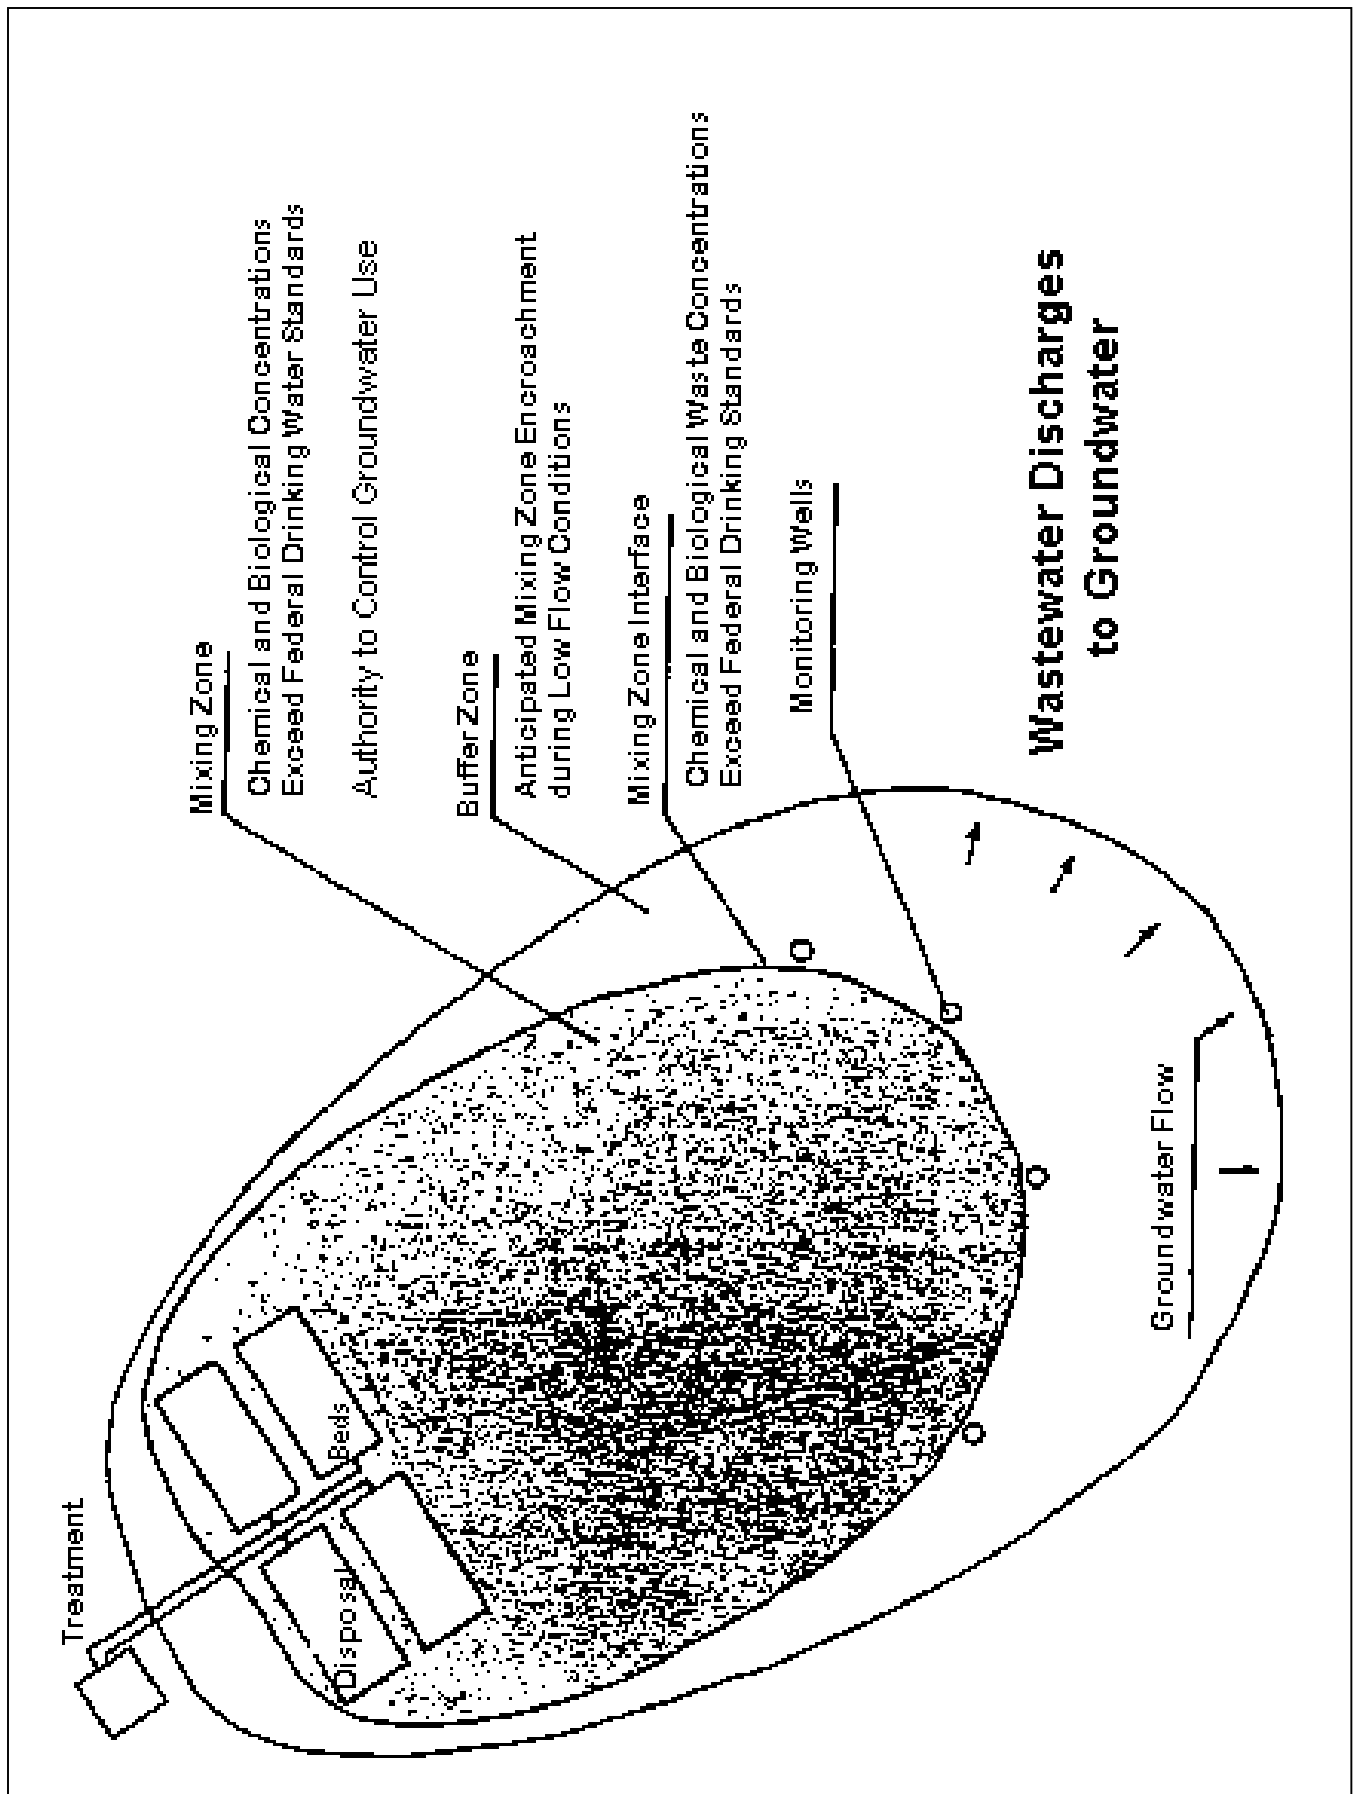 Treatment
Disposal Beds
Mixing Zone
Chemical and Biological Concentrations
Exceed Federal Drinking Water Standards
Authority to Control Groundwater Use
Buffer Zone
Anticipated Mixing Zone Encroachment
during Low Flow Conditions
Mixing Zone Interface
Chemical and Biological Waste Concentrations
Exceed Federal Drinking Standards
Monitoring Wells
Groundwater Flow
Wastewater Discharges
to Groundwater